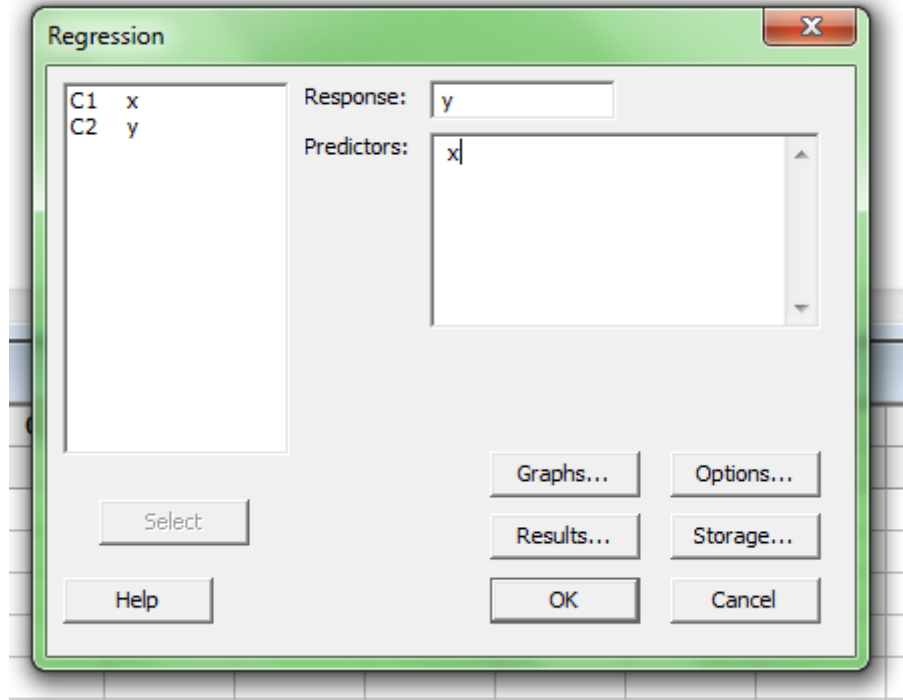 Regression
C1 x
C2 y
Response: y
Predictors: x
Graphs... Options...
Select
Results... Storage...
Help OK Cancel